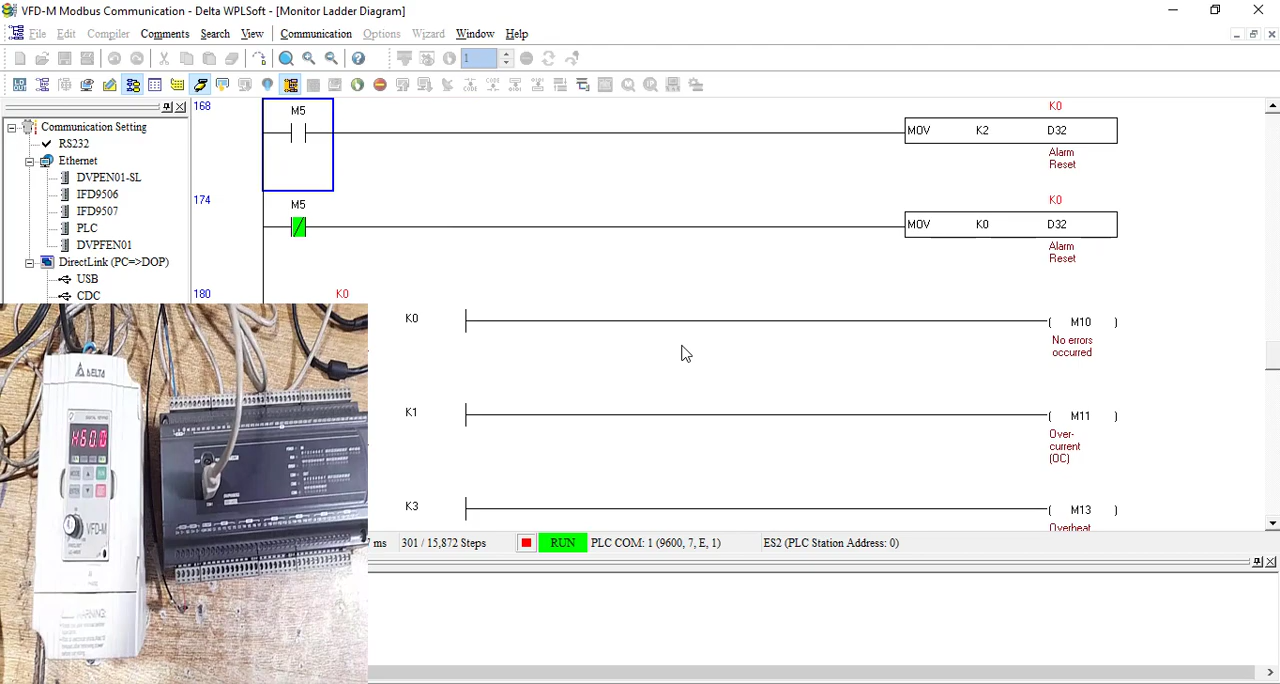 VFD-M Modbus Communication - Delta WPLSoft - [Monitor Ladder Diagram]
File Edit Compiler Comments Search View Communication Options Wizard Window Help
1
Communication Setting
RS232
Ethernet
DVPEN01-SL
IFD9506
IFD9507
PLC
DVPFEN01
DirectLink (PC=>DOP)
USB
CDC
168
M5
K0
MOV K2 D32
Alarm
Reset
174
M5
K0
MOV K0 D32
Alarm
Reset
180
K0
K0
M10
No errors
occurred
K1
M11
Over-
current
(OC)
K3
M13
Overheat
ms 301 / 15,872 Steps RUN PLC COM: 1 (9600, 7, E, 1) ES2 (PLC Station Address: 0)
DELTA
H60.0
VFD-M
WARNING